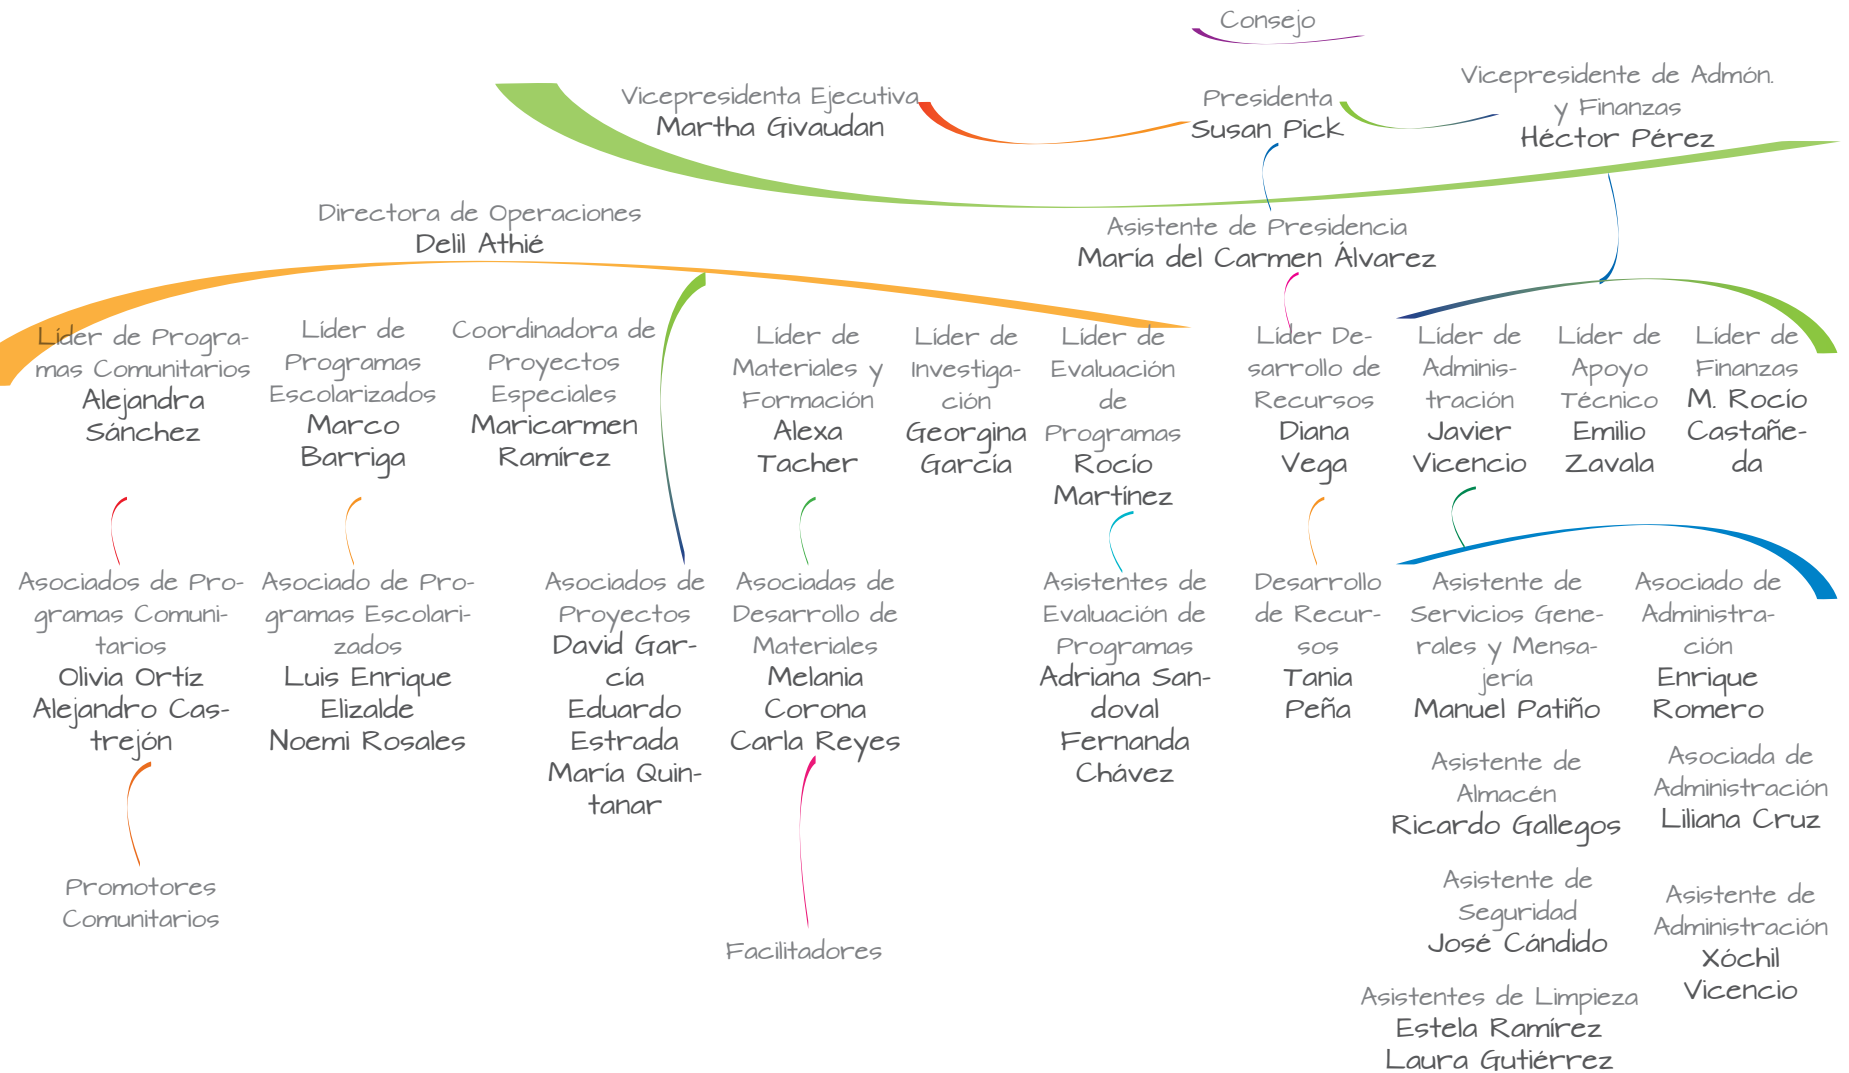 Consejo
Vicepresidenta Ejecutiva
Martha Givaudan
Presidenta
Susan Pick
Vicepresidente de Admón.
y Finanzas
Héctor Pérez
Directora de Operaciones
Delil Athié
Asistente de Presidencia
María del Carmen Álvarez
Líder de Progra-
mas Comunitarios
Alejandra
Sánchez
Líder de
Programas
Escolarizados
Marco
Barriga
Coordinadora de
Proyectos
Especiales
Maricarmen
Ramírez
Líder de
Materiales y
Formación
Alexa
Tacher
Líder de
Investiga-
ción
Georgina
García
Líder de
Evaluación
de
Programas
Rocío
Martínez
Líder De-
sarrollo de
Recursos
Diana
Vega
Líder de
Adminis-
tración
Javier
Vicencio
Líder de
Apoyo
Técnico
Emilio
Zavala
Líder de
Finanzas
M. Rocío
Castañe-
da
Asociados de Pro-
gramas Comuni-
tarios
Olivia Ortíz
Alejandro Cas-
trejón
Asociado de Pro-
gramas Escolari-
zados
Luis Enrique
Elizalde
Noemi Rosales
Asociados de
Proyectos
David Gar-
cía
Eduardo
Estrada
María Quin-
tanar
Asociadas de
Desarrollo de
Materiales
Melania
Corona
Carla Reyes
Asistentes de
Evaluación de
Programas
Adriana San-
doval
Fernanda
Chávez
Desarrollo
de Recur-
sos
Tania
Peña
Asistente de
Servicios Gene-
rales y Mensa-
jería
Manuel Patiño
Asociado de
Administra-
ción
Enrique
Romero
Asistente de
Almacén
Ricardo Gallegos
Asociada de
Administración
Liliana Cruz
Promotores
Comunitarios
Facilitadores
Asistente de
Seguridad
José Cándido
Asistente de
Administración
Xóchil
Vicencio
Asistentes de Limpieza
Estela Ramírez
Laura Gutiérrez